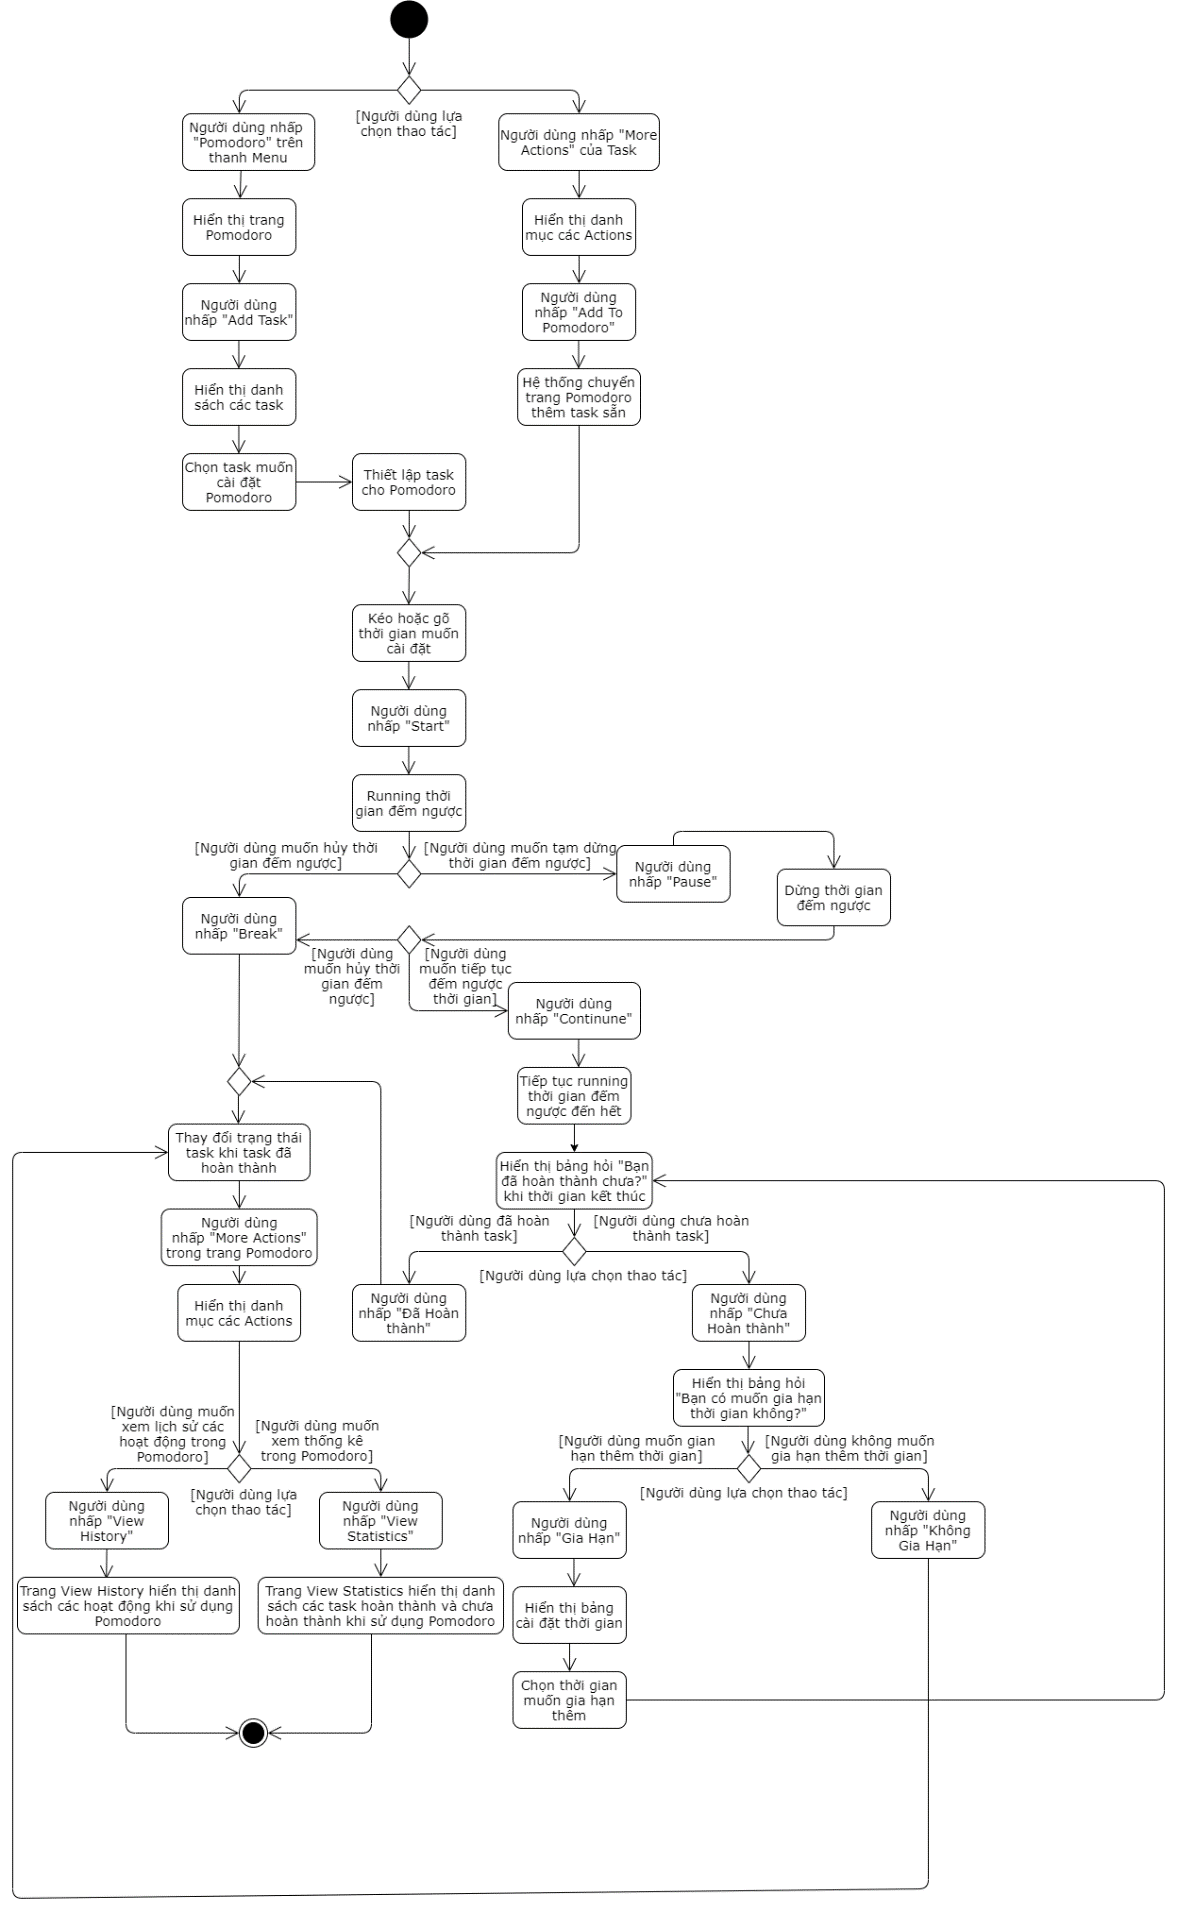 [Người dùng lựa
chọn thao tác]
Người dùng nhấp
"Pomodoro" trên
thanh Menu
Người dùng nhấp "More
Actions" của Task
Hiển thị trang
Pomodoro
Hiển thị danh
mục các Actions
Người dùng
nhấp "Add Task"
Người dùng
nhấp "Add To
Pomodoro"
Hiển thị danh
sách các task
Hệ thống chuyển
trang Pomodoro
thêm task sẵn
Chọn task muốn
cài đặt
Pomodoro
Thiết lập task
cho Pomodoro
Kéo hoặc gõ
thời gian muốn
cài đặt
Người dùng
nhấp "Start"
Running thời
gian đếm ngược
[Người dùng muốn hủy thời
gian đếm ngược]
[Người dùng muốn tạm dừng
thời gian đếm ngược]
Người dùng
nhấp "Pause"
Dừng thời gian
đếm ngược
Người dùng
nhấp "Break"
[Người dùng
muốn hủy thời
gian đếm
ngược]
[Người dùng
muốn tiếp tục
đếm ngược
thời gian]
Người dùng
nhấp "Continune"
Tiếp tục running
thời gian đếm
ngược đến hết
Thay đổi trạng thái
task khi task đã
hoàn thành
Hiển thị bảng hỏi "Bạn
đã hoàn thành chưa?"
khi thời gian kết thúc
Người dùng
nhấp "More Actions"
trong trang Pomodoro
[Người dùng đã hoàn
thành task]
[Người dùng chưa hoàn
thành task]
[Người dùng lựa chọn thao tác]
Hiển thị danh
mục các Actions
Người dùng
nhấp "Đã Hoàn
thành"
Người dùng
nhấp "Chưa
Hoàn thành"
Hiển thị bảng hỏi
"Bạn có muốn gia hạn
thời gian không?"
[Người dùng muốn
xem lịch sử các
hoạt động trong
Pomodoro]
[Người dùng muốn
xem thống kê
trong Pomodoro]
[Người dùng muốn gian
hạn thêm thời gian]
[Người dùng không muốn
gia hạn thêm thời gian]
[Người dùng lựa
chọn thao tác]
[Người dùng lựa chọn thao tác]
Người dùng
nhấp "View
History"
Người dùng
nhấp "View
Statistics"
Người dùng
nhấp "Gia Hạn"
Người dùng
nhấp "Không
Gia Hạn"
Trang View History hiển thị danh
sách các hoạt động khi sử dụng
Pomodoro
Trang View Statistics hiển thị danh
sách các task hoàn thành và chưa
hoàn thành khi sử dụng Pomodoro
Hiển thị bảng
cài đặt thời gian
Chọn thời gian
muốn gia hạn
thêm